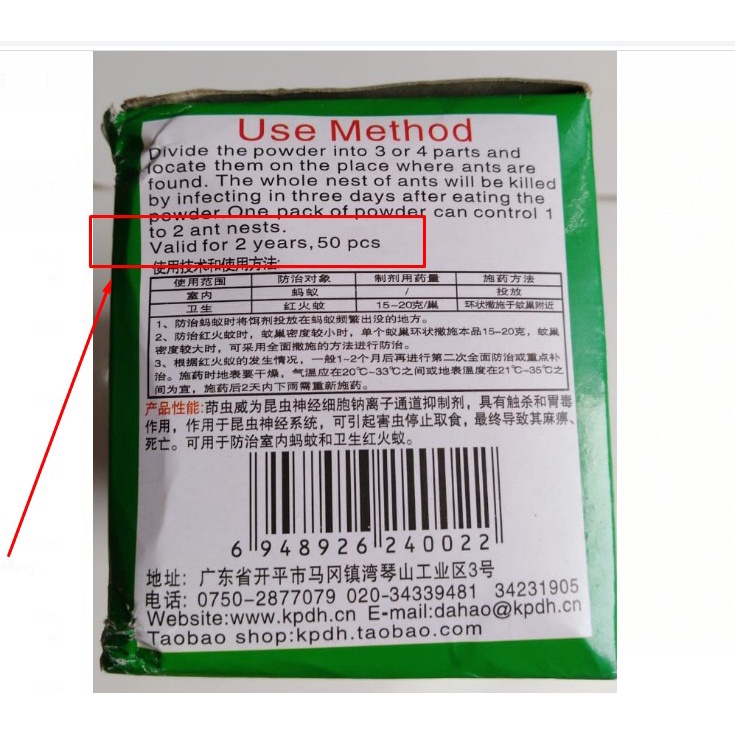 Use Method
Divide the powder into 3 or 4 parts and
locate them on the place where ants are
found. The whole nest of ants will be killed
by infecting in three days after eating the
powder. One pack of powder can control 1
to 2 ant nests.
Valid for 2 years, 50 pcs
使用技术和使用方法:
使用范围 防治对象 制剂用药量 施药方法
室内 蚂蚁 / 投放
卫生 红火蚁 15-20克/巢 环状撒施于蚁巢附近
1、防治蚂蚁时将饵剂投放在蚂蚁频繁出没的地方。
2、防治红火蚁时，蚁巢密度较小时，单个蚁巢环状撒施本品15-20克，蚁巢
密度较大时，可采用全面撒施的方法进行防治。
3、根据红火蚁的发生情况，一般1~2个月后再进行第二次全面防治或重点补
治。施药时地表要干燥，气温应在20℃~33℃之间或地表温度在21℃~35℃之
间为宜，施药后2天内下雨需重新施药。
产品性能:茚虫威为昆虫神经细胞钠离子通道抑制剂，具有触杀和胃毒
作用，作用于昆虫神经系统，可引起害虫停止取食，最终导致其麻痹、
死亡。可用于防治室内蚂蚁和卫生红火蚁。
6 948926 240022
地址: 广东省开平市马冈镇湾琴山工业区3号
电话: 0750-2877079 020-34339481 34231905
Website:www.kpdh.cn E-mail:dahao@kpdh.cn
Taobao shop:kpdh.taobao.com